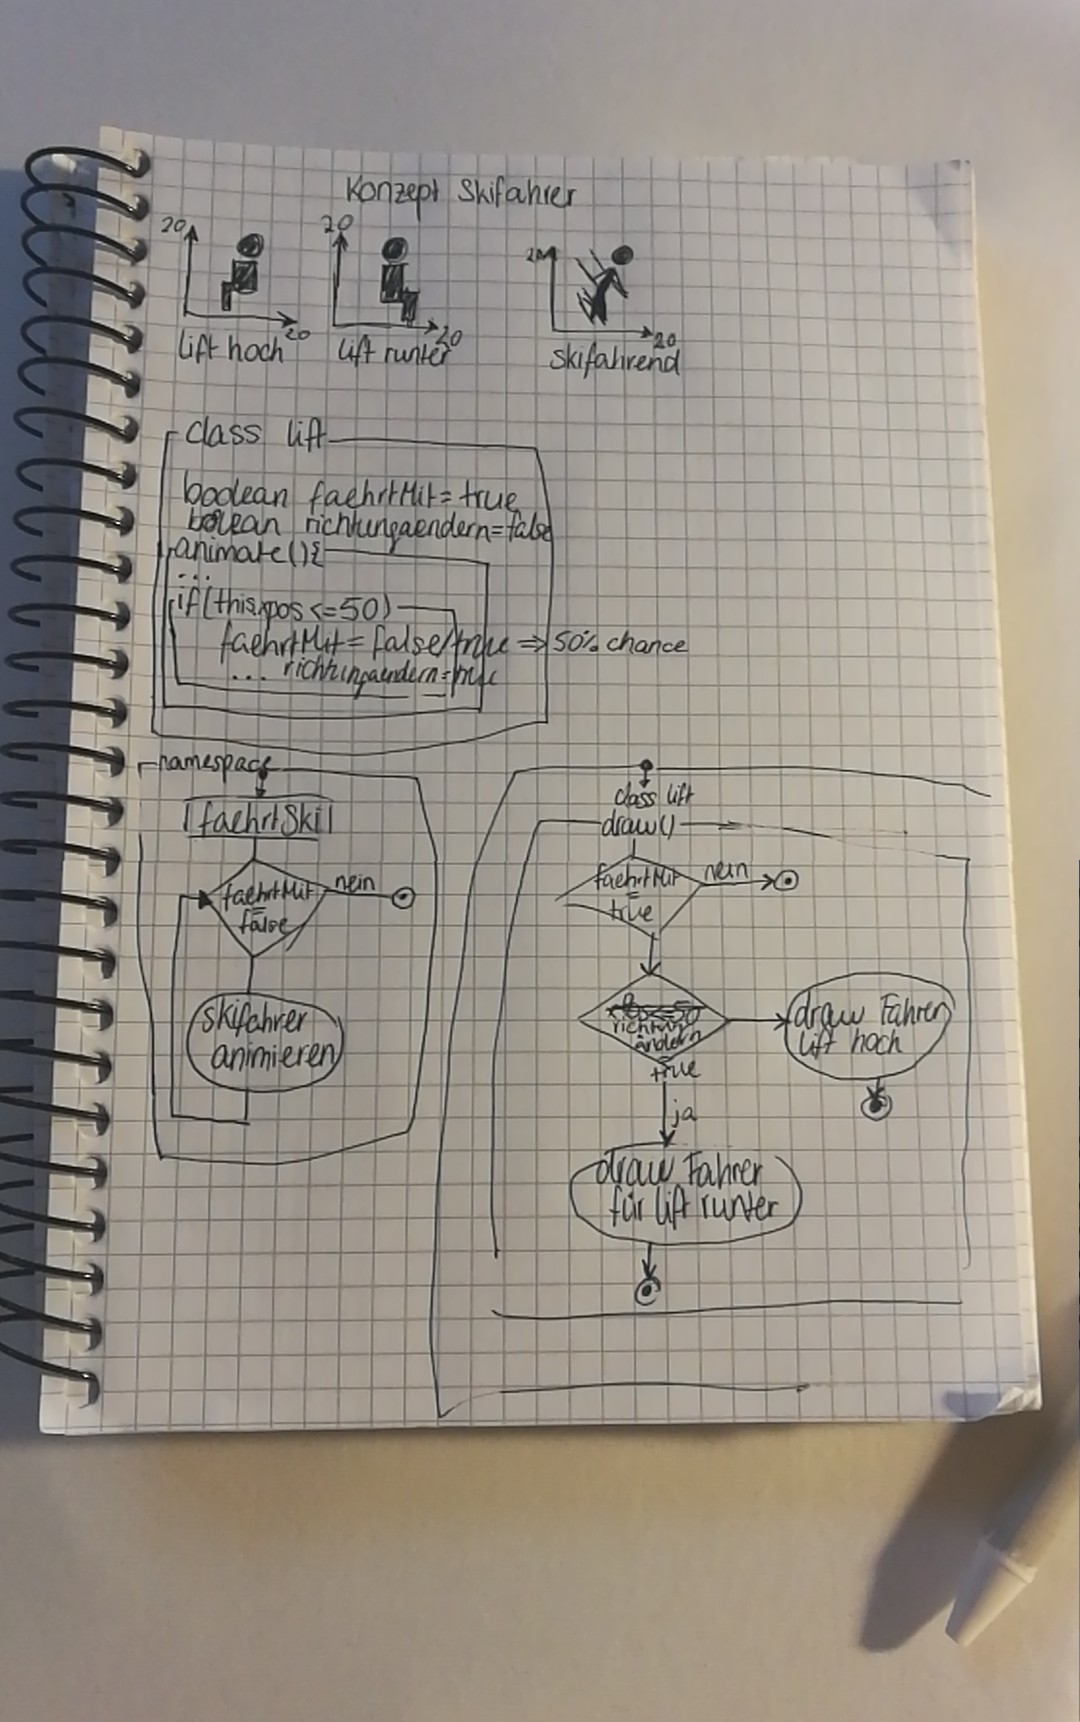 Konzept Skifahrer
20 20 20
20 20 20
lift hoch lift runter skifahrend
class lift
boolean faehrtMit = true
bolean richtungaendern=false
animate(){
...
if(this.xpos <= 50)
faehrtMit = false/true => 50% chance
... richtungaendern = true
namespace
faehrtSki
faehrtMit
=
false
nein
skifahrer
animieren
class lift
draw()
faehrtMit
=
true
nein
richtung
ändern
true
draw Fahrer
lift hoch
ja
draw Fahrer
für lift runter